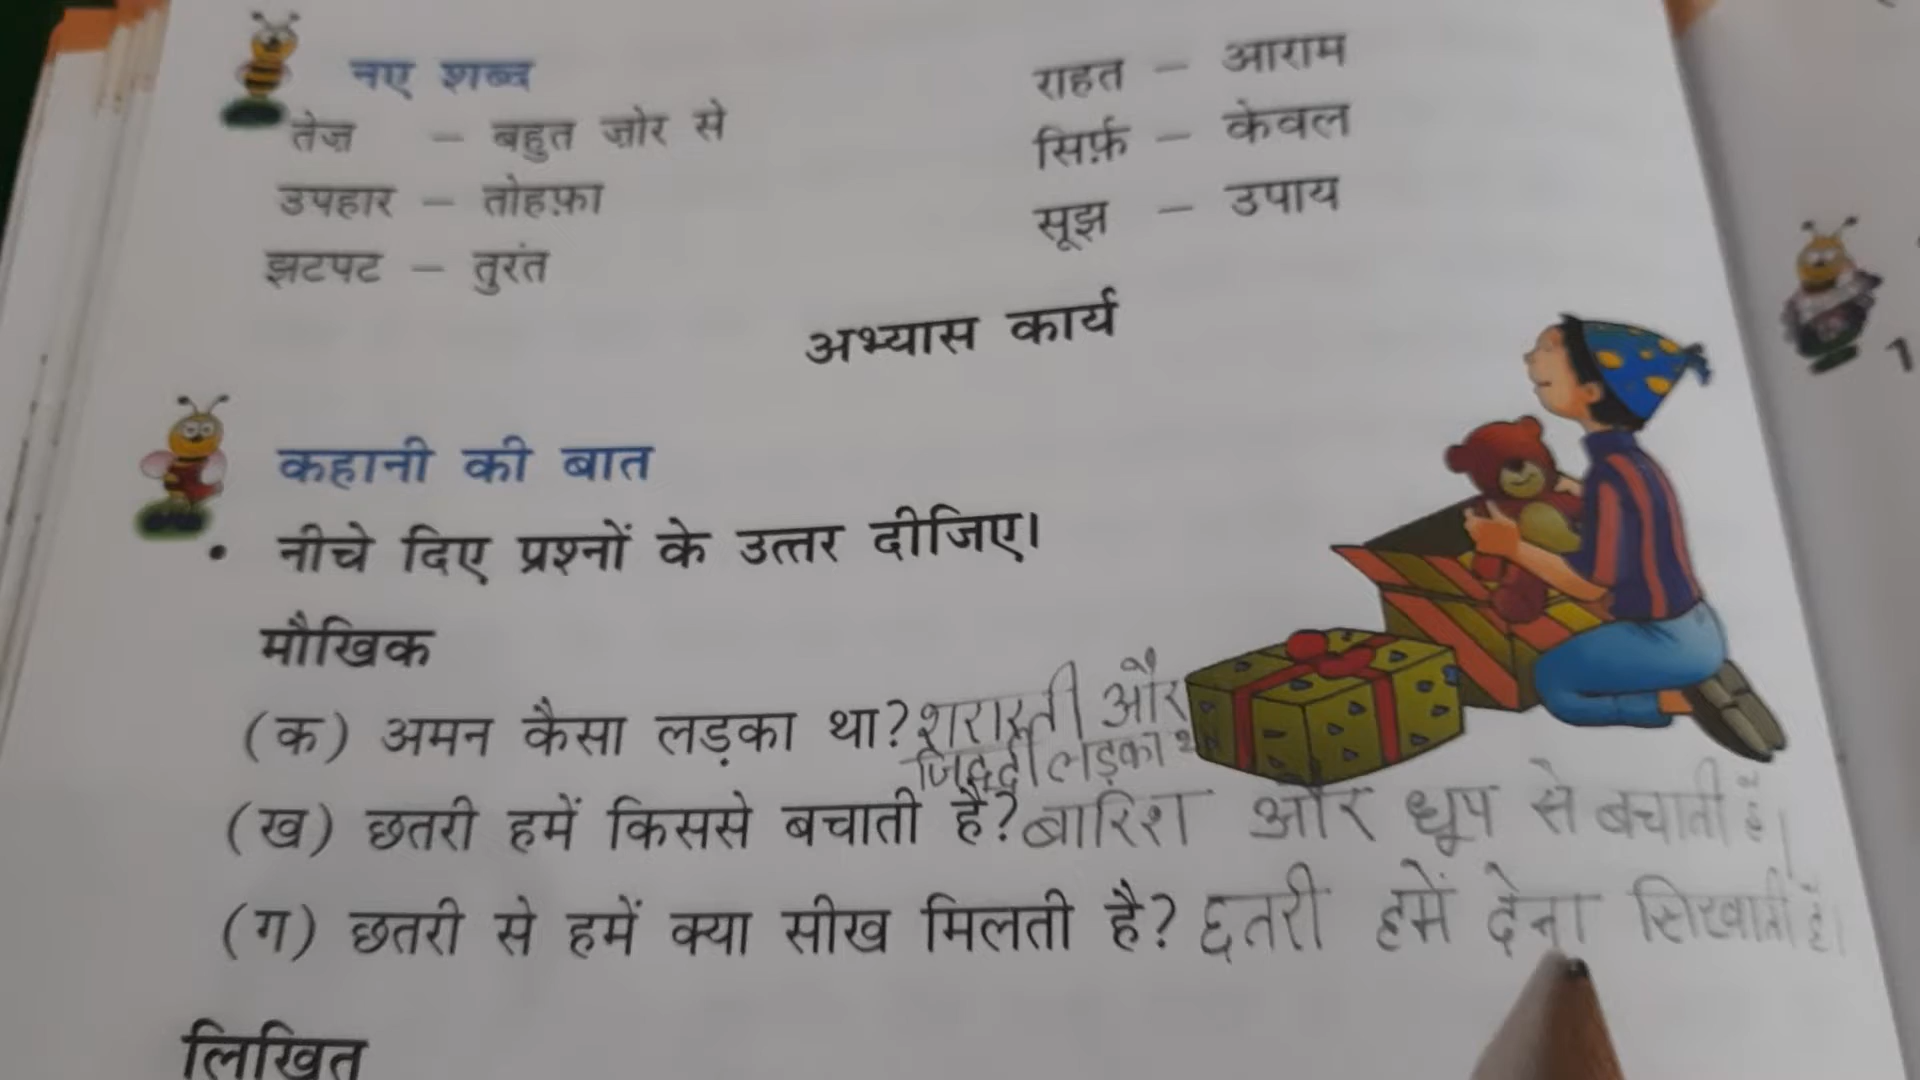 नए शब्द
तेज़ – बहुत ज़ोर से
उपहार – तोहफ़ा
झटपट – तुरंत
राहत – आराम
सिर्फ़ – केवल
सूझ – उपाय
अभ्यास कार्य
कहानी की बात
• नीचे दिए प्रश्नों के उत्तर दीजिए।
मौखिक
(क) अमन कैसा लड़का था? शरारती और
जिद्दी लड़का था
(ख) छतरी हमें किससे बचाती है? बारिश और धूप से बचाती है।
(ग) छतरी से हमें क्या सीख मिलती है? छतरी हमें देना सिखाती है।
लिखित
1